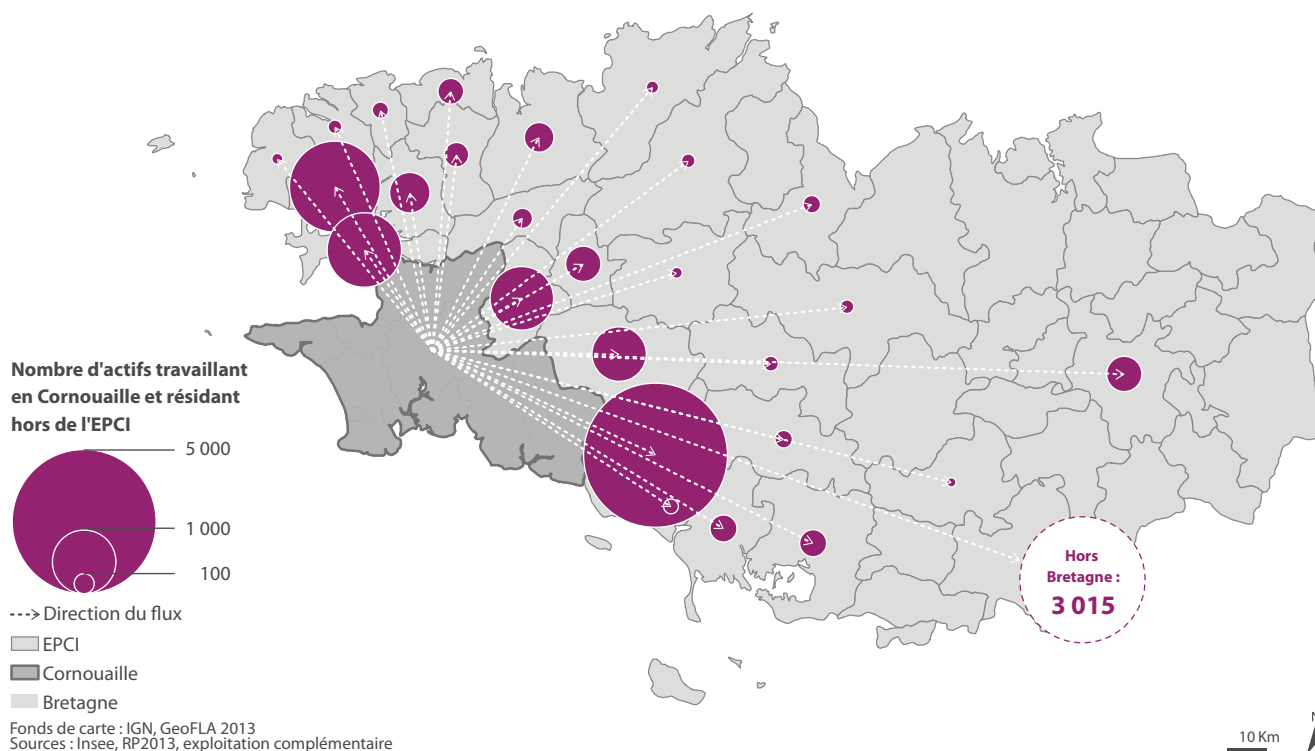 Nombre d'actifs travaillant
en Cornouaille et résidant
hors de l'EPCI
5 000
1 000
100
Direction du flux
EPCI
Cornouaille
Bretagne
Fonds de carte : IGN, GeoFLA 2013
Sources : Insee, RP2013, exploitation complémentaire
Hors
Bretagne :
3 015
10 Km